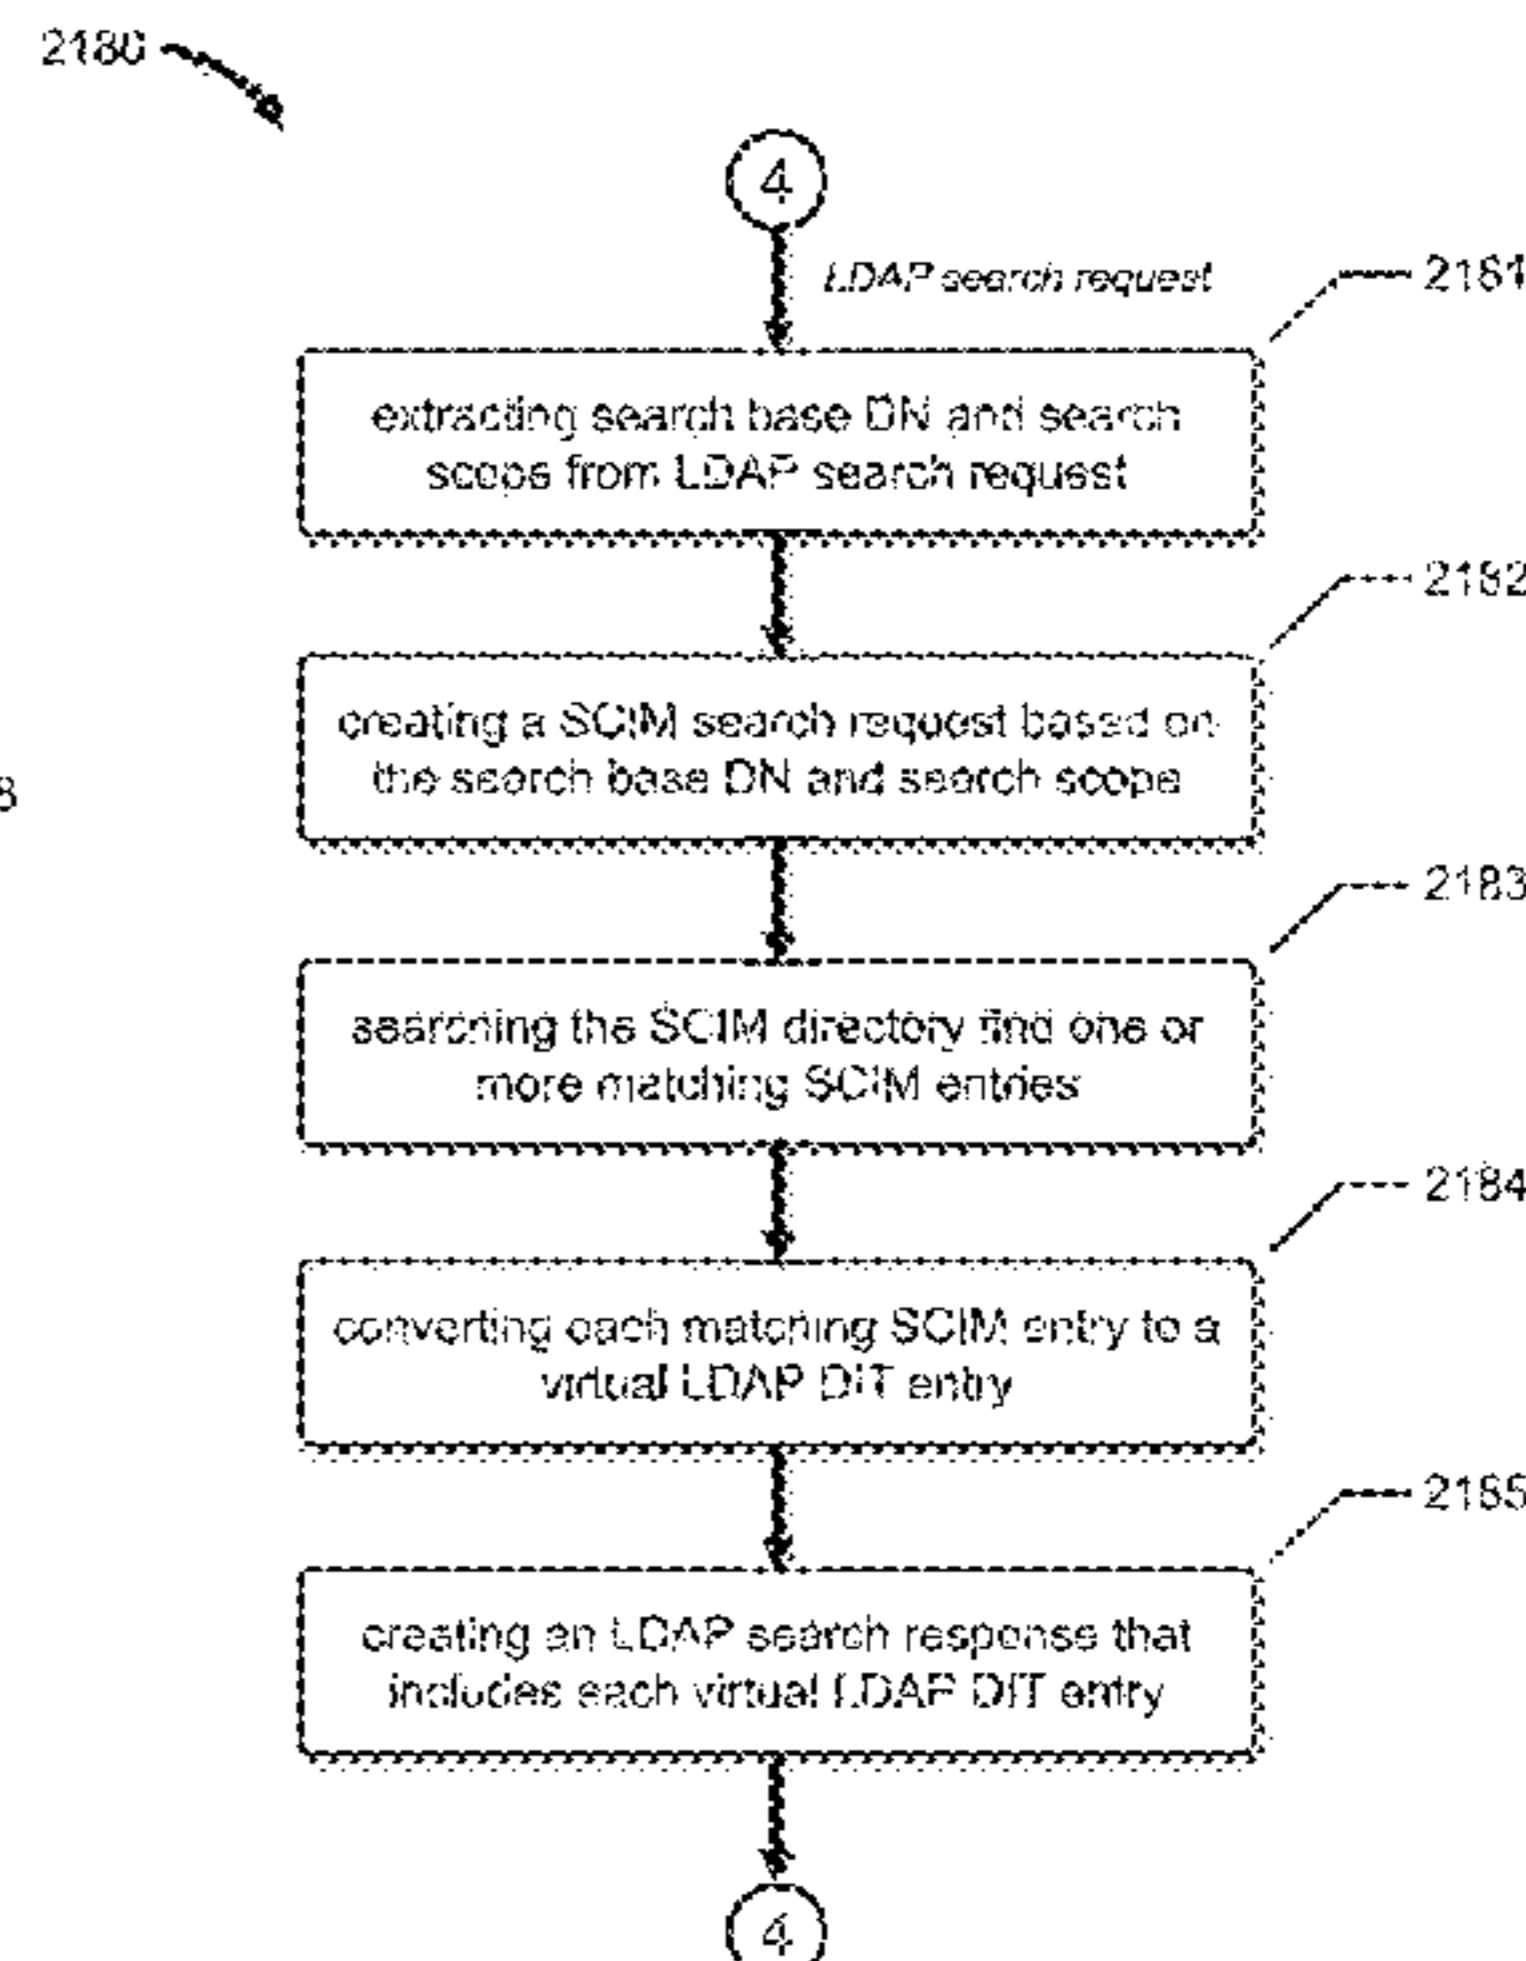 2180
4
LDAP search request
2181
extracting search base DN and search
scope from LDAP search request
2182
creating a SCIM search request based on
the search base DN and search scope
8
2183
searching the SCIM directory find one or
more matching SCIM entries
2184
converting each matching SCIM entry to a
virtual LDAP DIT entry
2185
creating an LDAP search response that
includes each virtual LDAP DIT entry
4